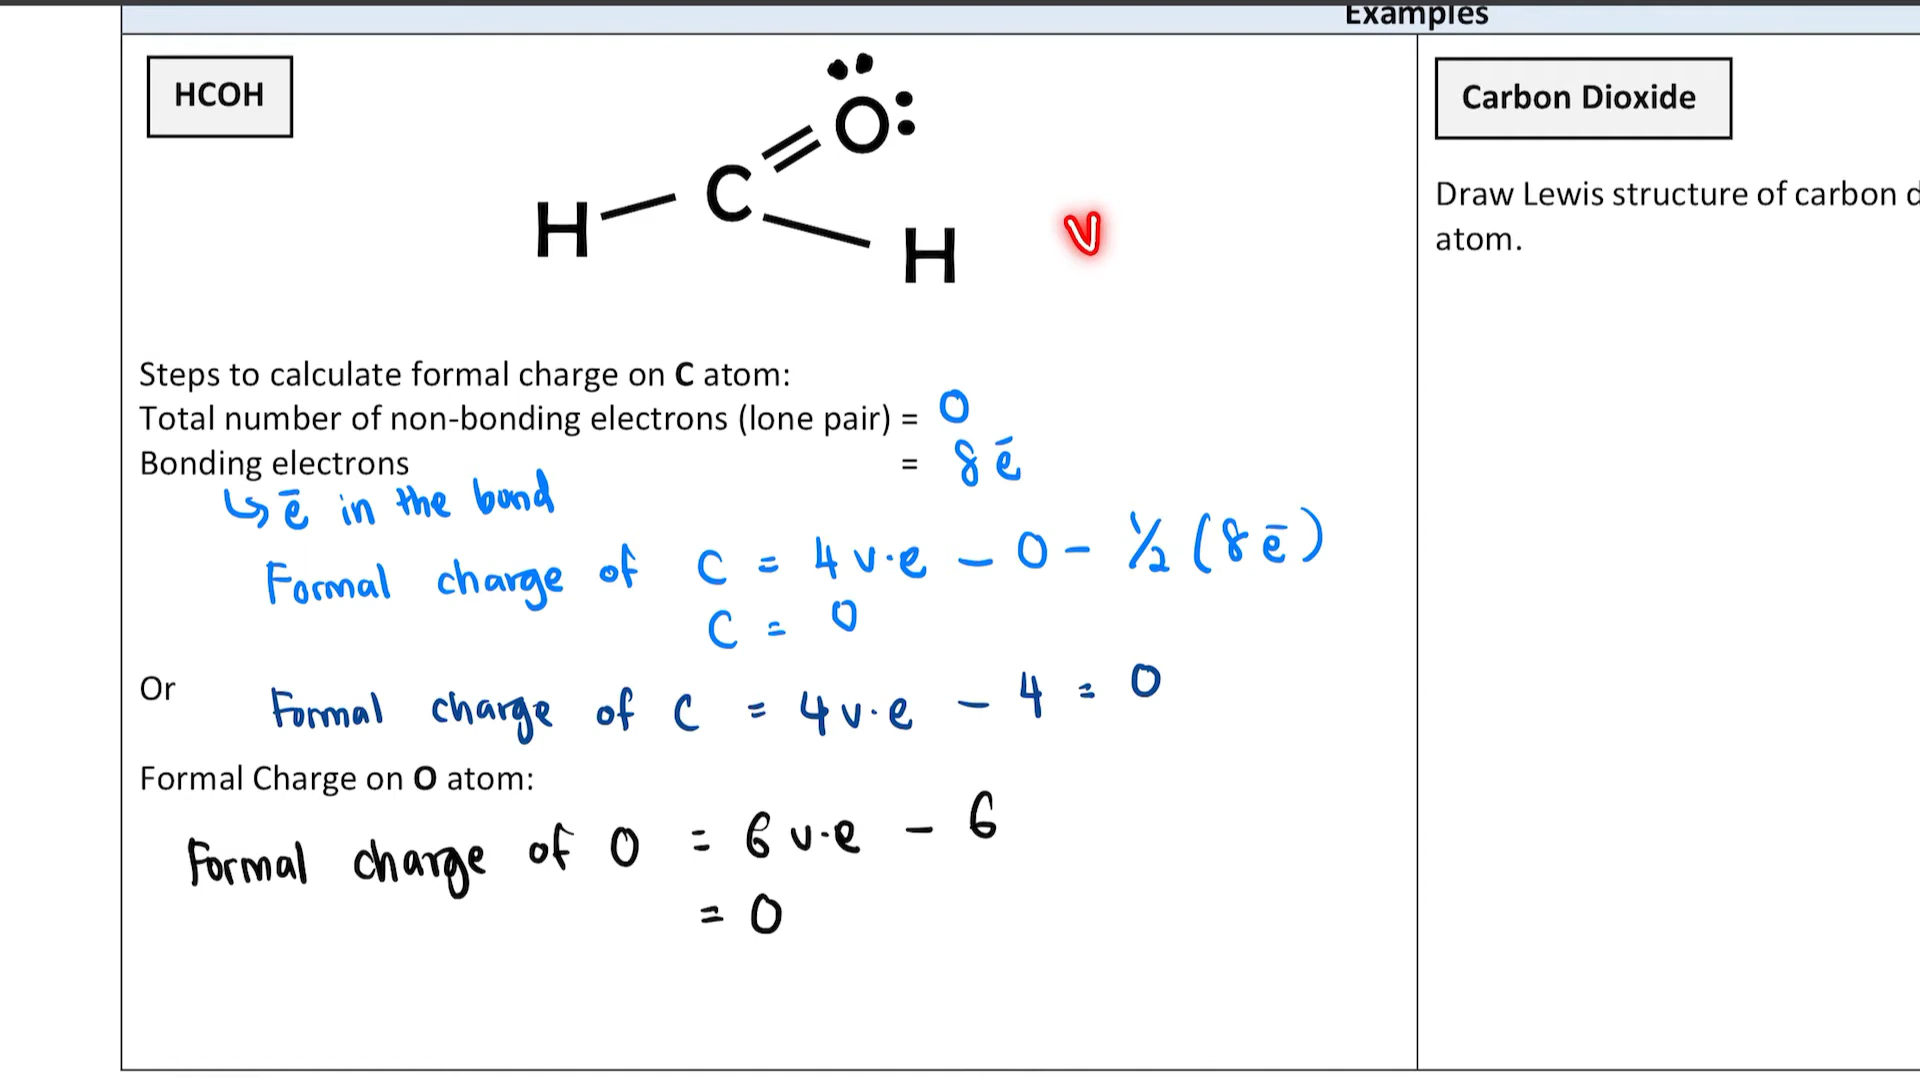 Examples
HCOH
O
C
H
H
V
Steps to calculate formal charge on C atom:
Total number of non-bonding electrons (lone pair) = 0
Bonding electrons = 8 ē
↳ ē in the bond
Formal charge of C = 4 v.e - 0 - 1/2 (8 ē)
C = 0
Or Formal charge of C = 4 v.e - 4 = 0
Formal Charge on O atom:
Formal charge of O = 6 v.e - 6
= 0
Carbon Dioxide
Draw Lewis structure of carbon
atom.